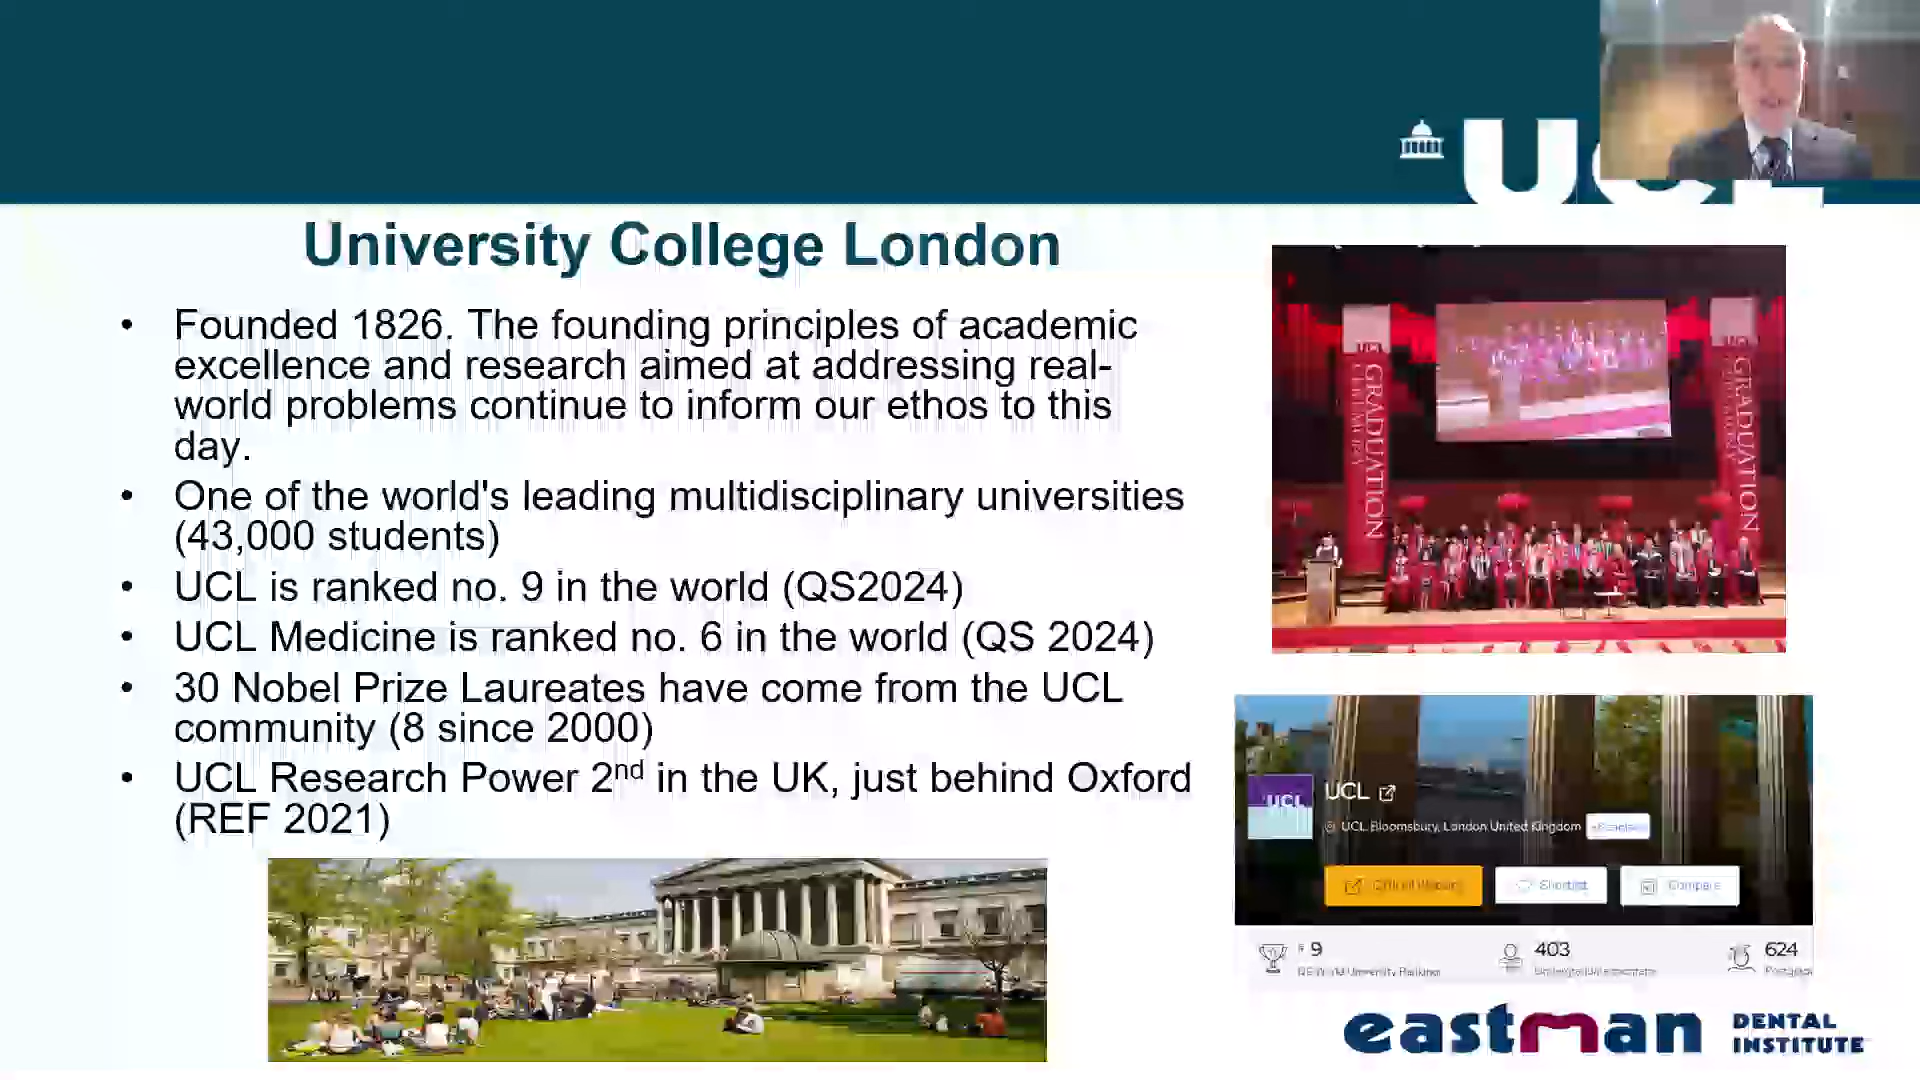 UCL
University College London
• Founded 1826. The founding principles of academic
excellence and research aimed at addressing real-
world problems continue to inform our ethos to this
day.
• One of the world's leading multidisciplinary universities
(43,000 students)
• UCL is ranked no. 9 in the world (QS2024)
• UCL Medicine is ranked no. 6 in the world (QS 2024)
• 30 Nobel Prize Laureates have come from the UCL
community (8 since 2000)
• UCL Research Power 2nd in the UK, just behind Oxford
(REF 2021)
GRADUATION
GRADUATION
UCL
UCL
UCL, Bloomsbury, London United Kingdom
Shortlist
Compare
# 9
403
624
QS World University Rankings
eastman DENTAL
INSTITUTE